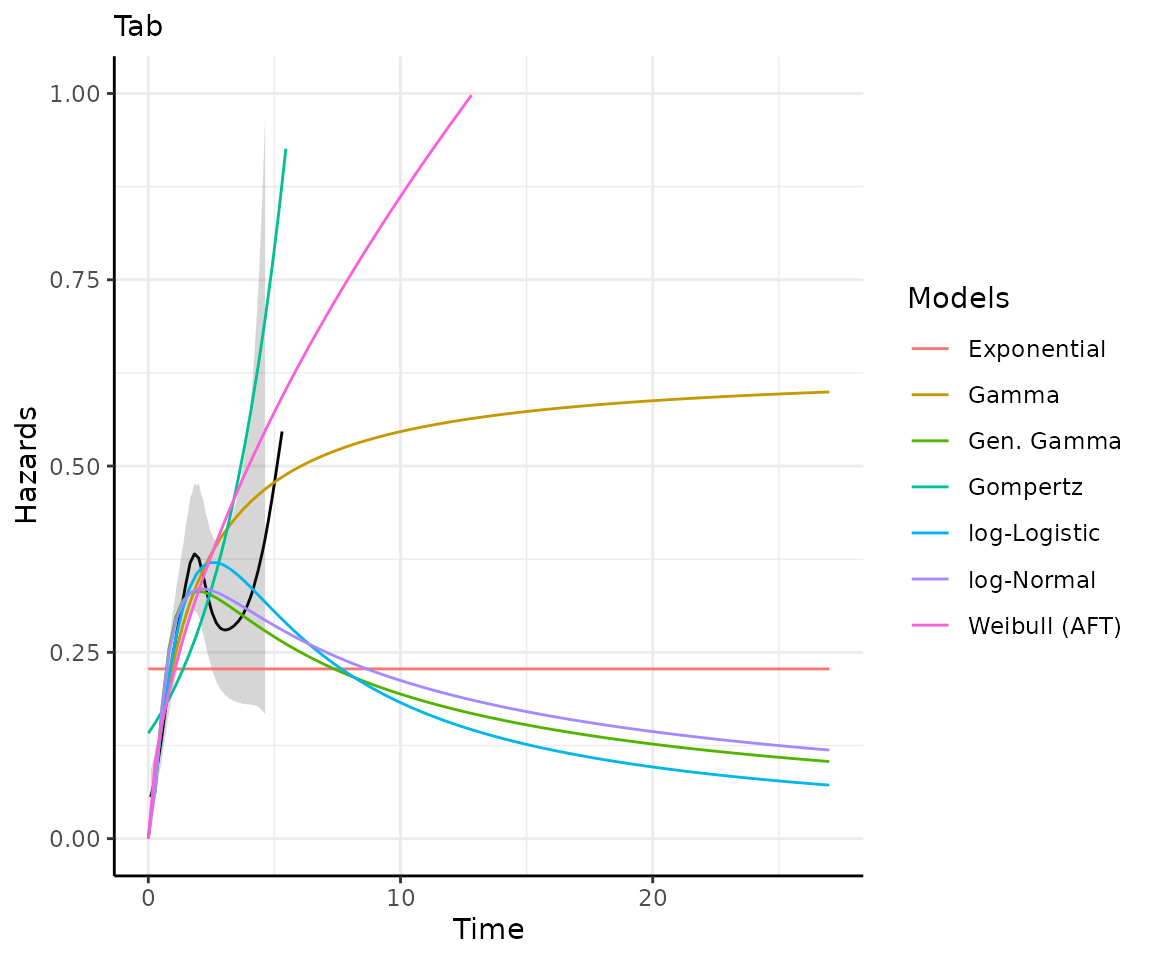 Tab
1.00
0.75
0.50
0.25
0.00
Hazards
0
10
20
Time
Models
Exponential
Gamma
Gen. Gamma
Gompertz
log-Logistic
log-Normal
Weibull (AFT)